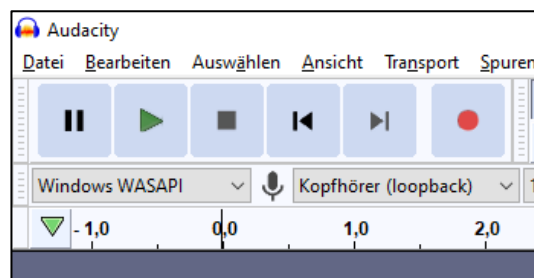 Audacity
Datei Bearbeiten Auswählen Ansicht Transport Spuren
Windows WASAPI Kopfhörer (loopback) 1
- 1,0 0,0 1,0 2,0